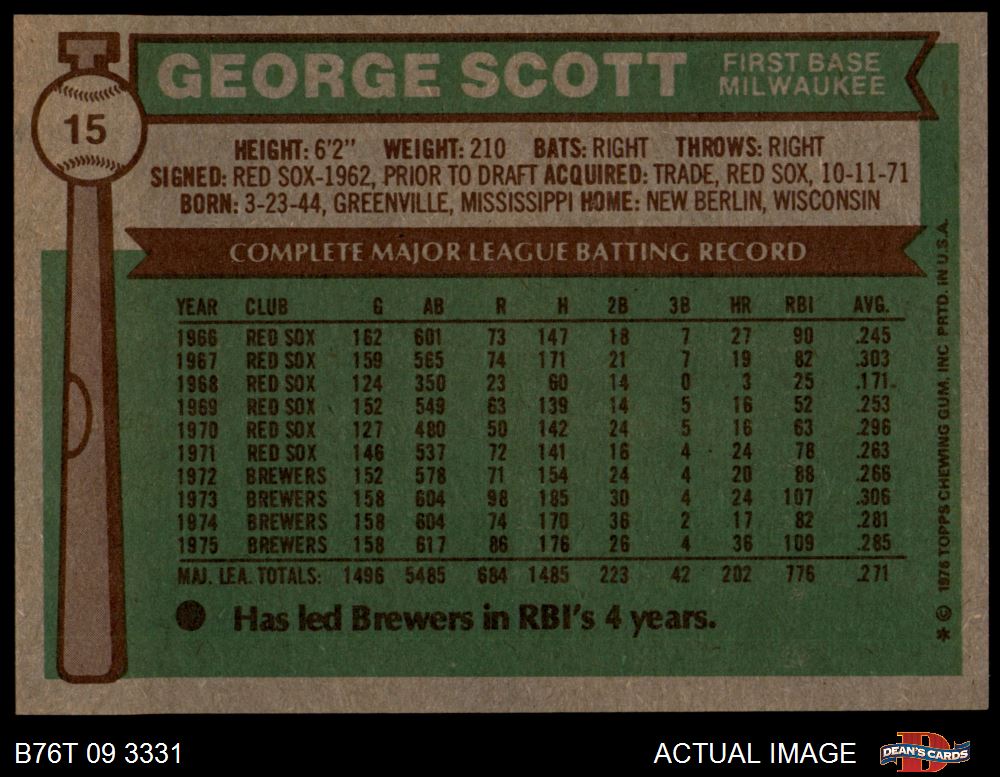 15
GEORGE SCOTT FIRST BASE
MILWAUKEE
HEIGHT: 6'2" WEIGHT: 210 BATS: RIGHT THROWS: RIGHT
SIGNED: RED SOX-1962, PRIOR TO DRAFT ACQUIRED: TRADE, RED SOX, 10-11-71
BORN: 3-23-44, GREENVILLE, MISSISSIPPI HOME: NEW BERLIN, WISCONSIN
COMPLETE MAJOR LEAGUE BATTING RECORD
YEAR CLUB G AB R H 2B 3B HR RBI AVG.
1966 RED SOX 162 601 73 147 18 7 27 90 .245
1967 RED SOX 159 565 74 171 21 7 19 82 .303
1968 RED SOX 124 350 23 60 14 0 3 25 .171
1969 RED SOX 152 549 63 139 14 5 16 52 .253
1970 RED SOX 127 480 50 142 24 5 16 63 .296
1971 RED SOX 146 537 72 141 16 4 24 78 .263
1972 BREWERS 152 578 71 154 24 4 20 88 .266
1973 BREWERS 158 604 98 185 30 4 24 107 .306
1974 BREWERS 158 604 74 170 36 2 17 82 .281
1975 BREWERS 158 617 86 176 26 4 36 109 .285
MAJ. LEA. TOTALS: 1496 5485 684 1485 223 42 202 776 .271
● Has led Brewers in RBI's 4 years.
* © 1976 TOPPS CHEWING GUM, INC. PRTD. IN U.S.A.
B76T 09 3331
ACTUAL IMAGE
D
DEAN'S CARDS